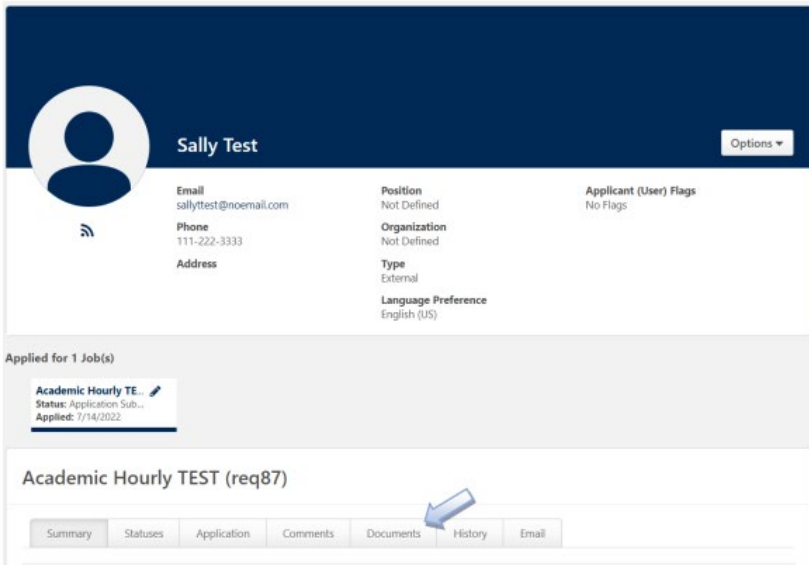 Sally Test
Options
Email
sallyttest@noemail.com
Phone
111-222-3333
Address
Position
Not Defined
Organization
Not Defined
Type
External
Language Preference
English (US)
Applicant (User) Flags
No Flags
Applied for 1 Job(s)
Academic Hourly TE...
Status: Application Sub...
Applied: 7/14/2022
Academic Hourly TEST (req87)
Summary Statuses Application Comments Documents History Email